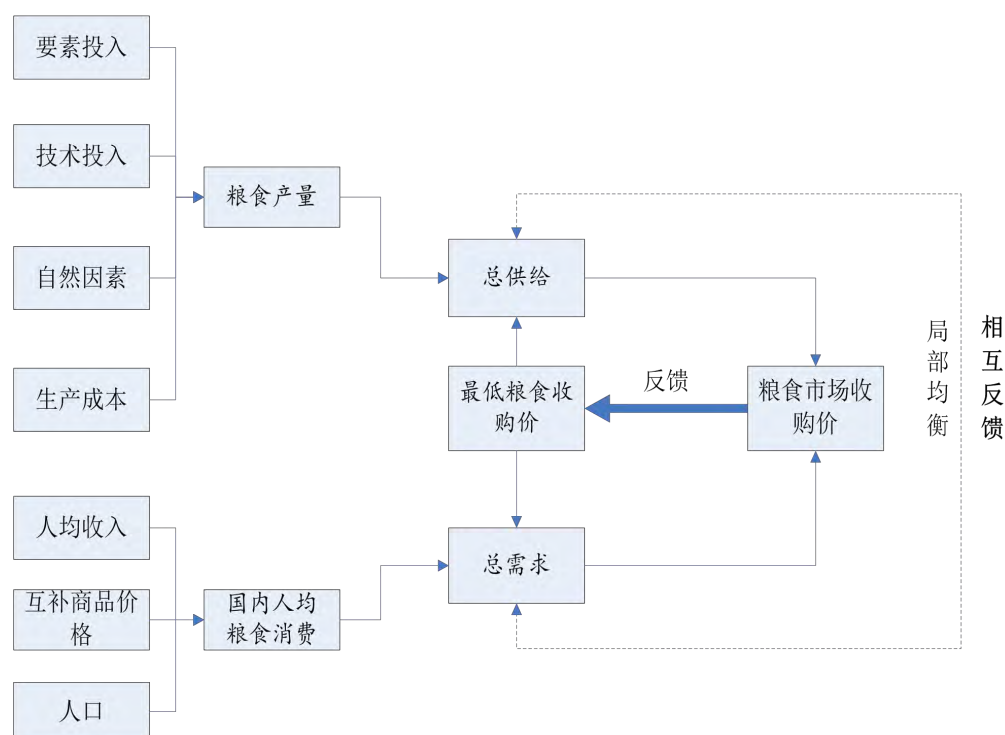 要素投入
技术投入
粮食产量
自然因素
总供给
生产成本
最低粮食收
购价
反馈
粮食市场收
购价
局
部
均
衡
相
互
反
馈
人均收入
总需求
互补商品价
格
国内人均
粮食消费
人口